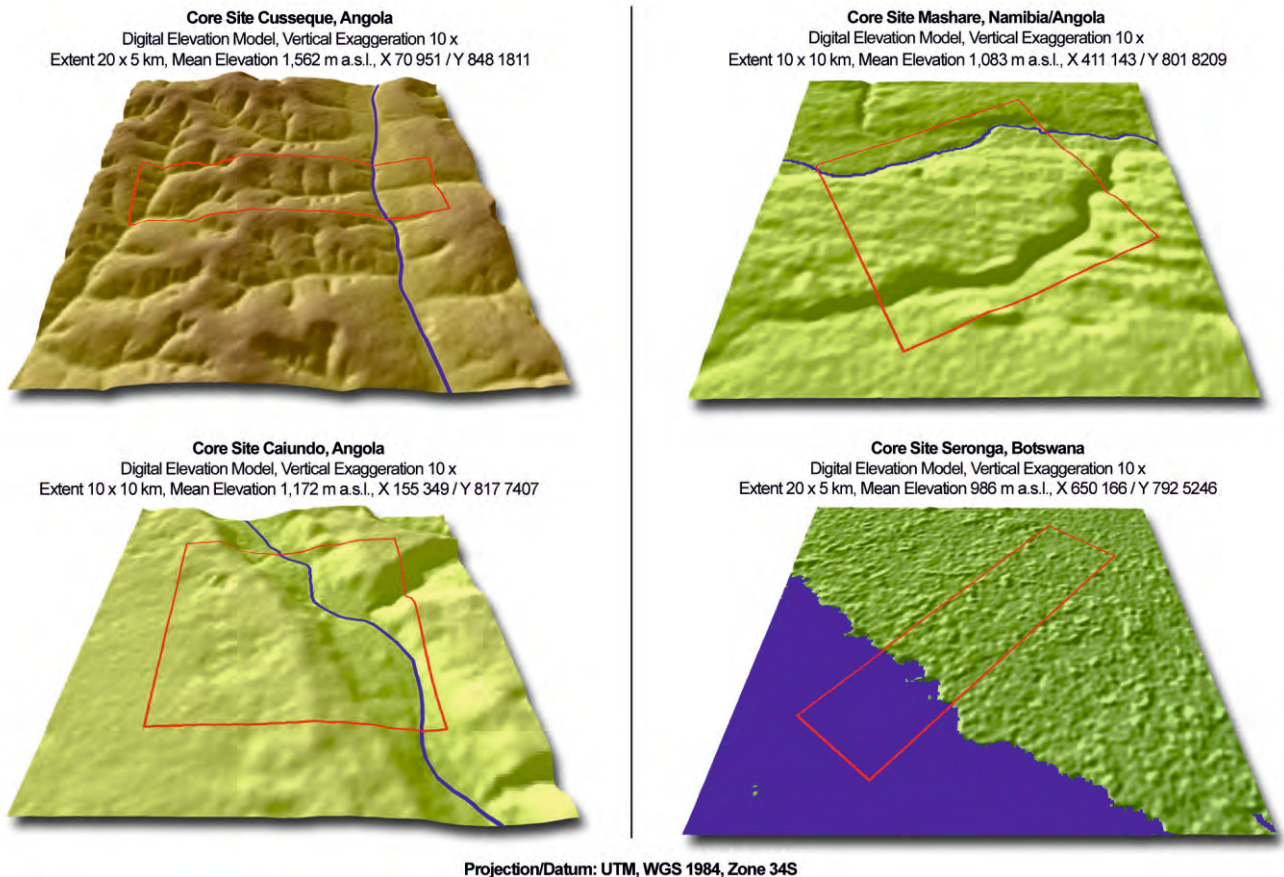 Core Site Cusseque, Angola
Digital Elevation Model, Vertical Exaggeration 10 x
Extent 20 x 5 km, Mean Elevation 1,562 m a.s.l., X 70 951 / Y 848 1811
Core Site Mashare, Namibia/Angola
Digital Elevation Model, Vertical Exaggeration 10 x
Extent 10 x 10 km, Mean Elevation 1,083 m a.s.l., X 411 143 / Y 801 8209
Core Site Caiundo, Angola
Digital Elevation Model, Vertical Exaggeration 10 x
Extent 10 x 10 km, Mean Elevation 1,172 m a.s.l., X 155 349 / Y 817 7407
Core Site Seronga, Botswana
Digital Elevation Model, Vertical Exaggeration 10 x
Extent 20 x 5 km, Mean Elevation 986 m a.s.l., X 650 166 / Y 792 5246
Projection/Datum: UTM, WGS 1984, Zone 34S